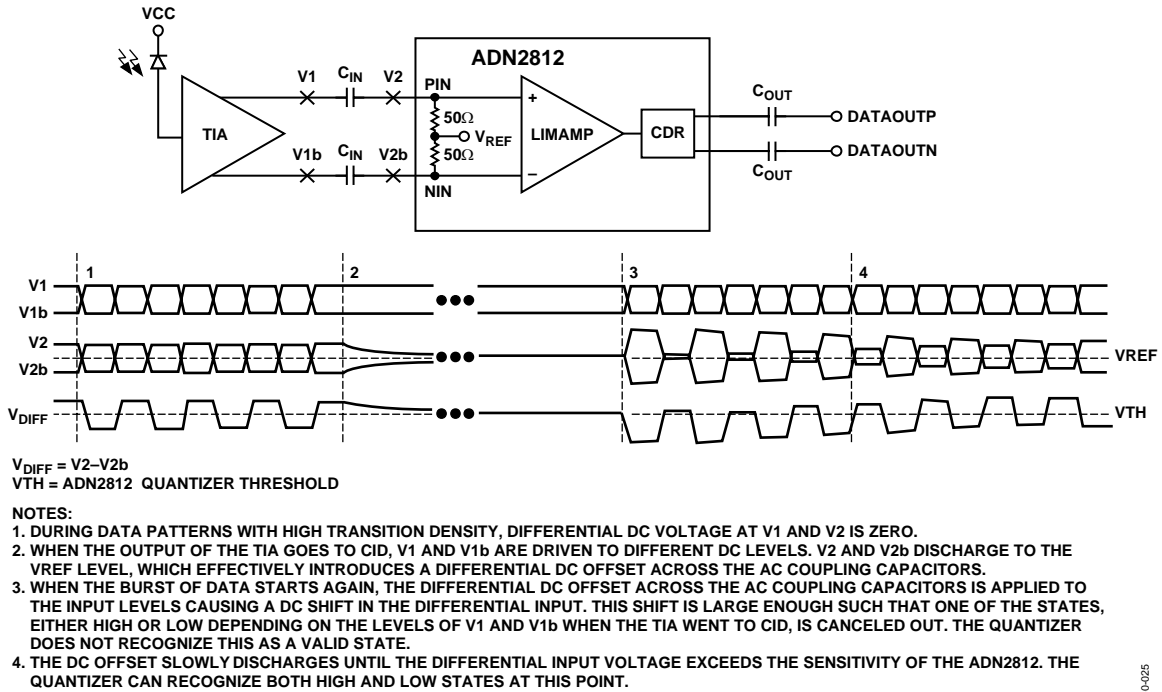 VCC
ADN2812
V1 C_IN V2 PIN
50Ω
V_REF
50Ω
TIA
+
LIMAMP
−
CDR
C_OUT
DATAOUTP
DATAOUTN
C_OUT
V1b C_IN V2b
NIN
1 2 3 4
V1
V1b
V2
V2b
VREF
V_DIFF
VTH
V_DIFF = V2–V2b
VTH = ADN2812 QUANTIZER THRESHOLD
NOTES:
1. DURING DATA PATTERNS WITH HIGH TRANSITION DENSITY, DIFFERENTIAL DC VOLTAGE AT V1 AND V2 IS ZERO.
2. WHEN THE OUTPUT OF THE TIA GOES TO CID, V1 AND V1b ARE DRIVEN TO DIFFERENT DC LEVELS. V2 AND V2b DISCHARGE TO THE
VREF LEVEL, WHICH EFFECTIVELY INTRODUCES A DIFFERENTIAL DC OFFSET ACROSS THE AC COUPLING CAPACITORS.
3. WHEN THE BURST OF DATA STARTS AGAIN, THE DIFFERENTIAL DC OFFSET ACROSS THE AC COUPLING CAPACITORS IS APPLIED TO
THE INPUT LEVELS CAUSING A DC SHIFT IN THE DIFFERENTIAL INPUT. THIS SHIFT IS LARGE ENOUGH SUCH THAT ONE OF THE STATES,
EITHER HIGH OR LOW DEPENDING ON THE LEVELS OF V1 AND V1b WHEN THE TIA WENT TO CID, IS CANCELED OUT. THE QUANTIZER
DOES NOT RECOGNIZE THIS AS A VALID STATE.
4. THE DC OFFSET SLOWLY DISCHARGES UNTIL THE DIFFERENTIAL INPUT VOLTAGE EXCEEDS THE SENSITIVITY OF THE ADN2812. THE
QUANTIZER CAN RECOGNIZE BOTH HIGH AND LOW STATES AT THIS POINT.
0-025